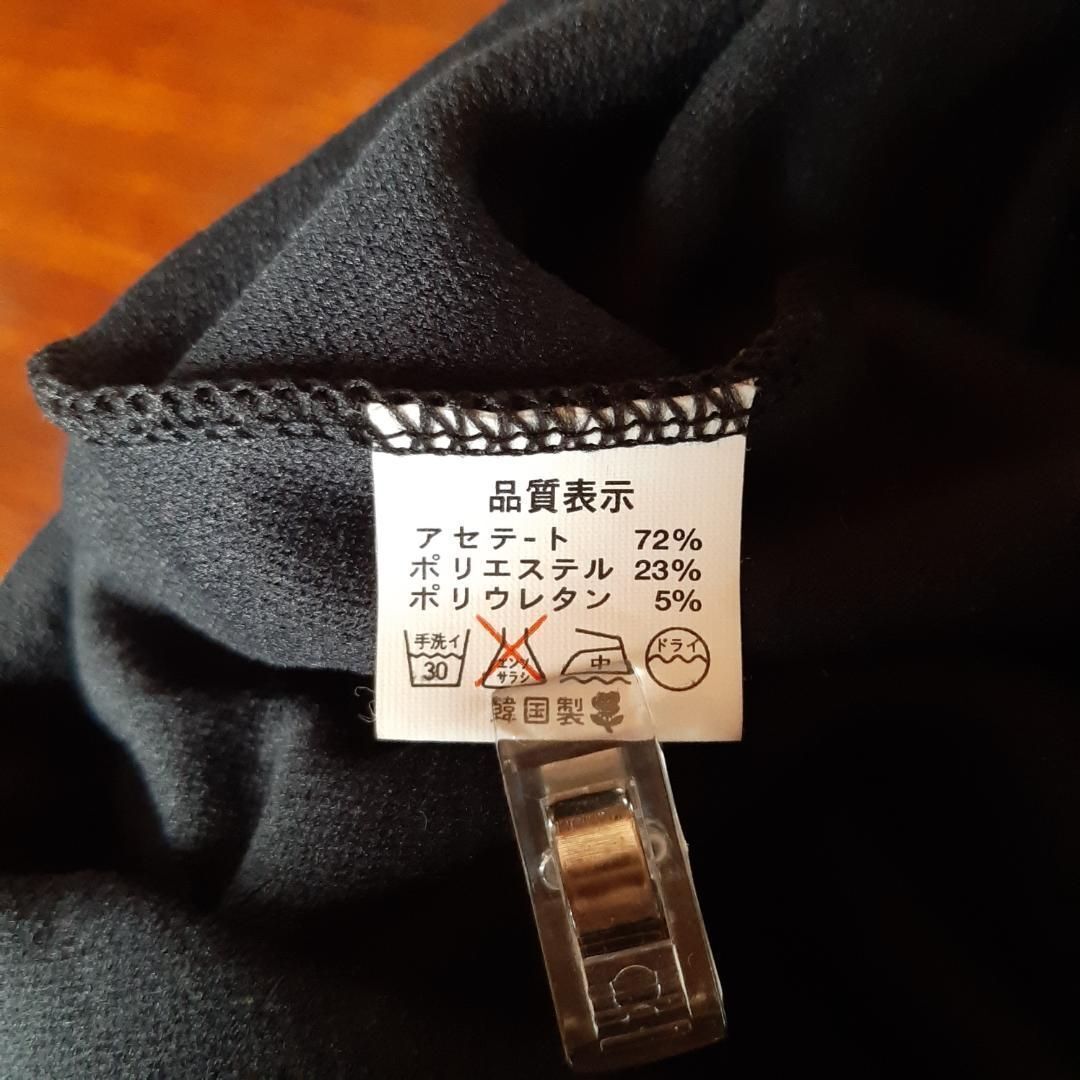 品質表示
アセテ-ト 72%
ポリエステル 23%
ポリウレタン 5%
手洗イ 30
エンソサラシ
中
ドライ
韓国製